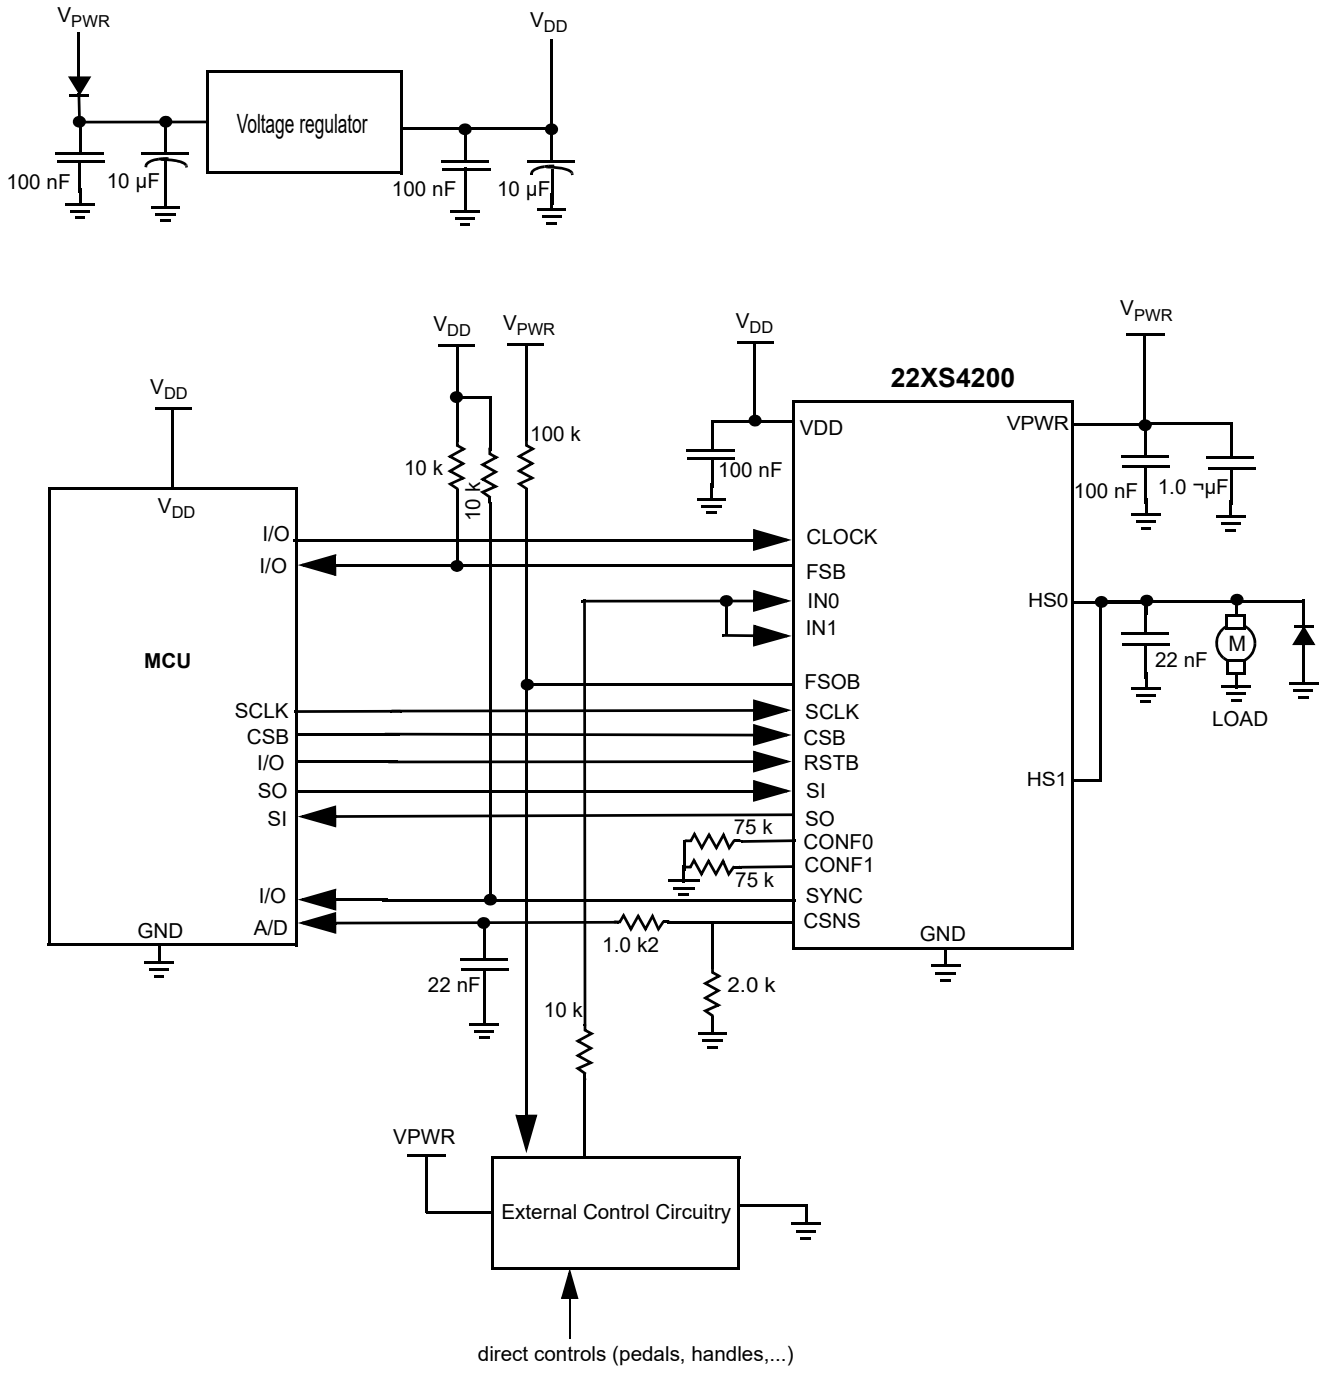 VPWR
VDD
Voltage regulator
100 nF
10 µF
100 nF
10 µF
VDD
VPWR
VDD
VPWR
22XS4200
VDD
VDD
VPWR
100 k
10 k
10 k
100 nF
100 nF
1.0 ¬µF
VDD
I/O
CLOCK
I/O
FSB
IN0
HS0
IN1
MCU
M
22 nF
FSOB
SCLK
SCLK
LOAD
CSB
CSB
I/O
RSTB
HS1
SO
SI
SI
SO
75 k
CONF0
CONF1
75 k
I/O
SYNC
A/D
CSNS
GND
GND
1.0 k2
22 nF
2.0 k
10 k
VPWR
External Control Circuitry
direct controls (pedals, handles,...)